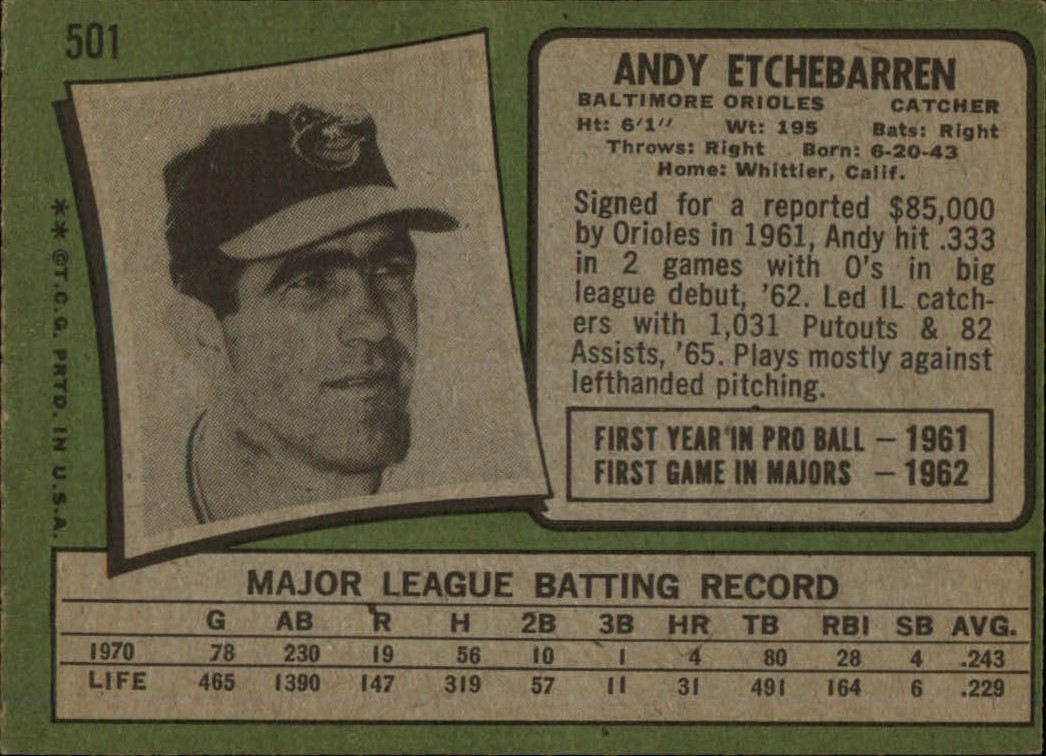 501
** ©T.C.G. PRTD. IN U.S.A.
ANDY ETCHEBARREN
BALTIMORE ORIOLES CATCHER
Ht: 6'1" Wt: 195 Bats: Right
Throws: Right Born: 6-20-43
Home: Whittier, Calif.
Signed for a reported $85,000
by Orioles in 1961, Andy hit .333
in 2 games with O's in big
league debut, '62. Led IL catch-
ers with 1,031 Putouts & 82
Assists, '65. Plays mostly against
lefthanded pitching.
FIRST YEAR IN PRO BALL – 1961
FIRST GAME IN MAJORS – 1962
MAJOR LEAGUE BATTING RECORD
G AB R H 2B 3B HR TB RBI SB AVG.
1970 78 230 19 56 10 1 4 80 28 4 .243
LIFE 465 1390 147 319 57 11 31 491 164 6 .229